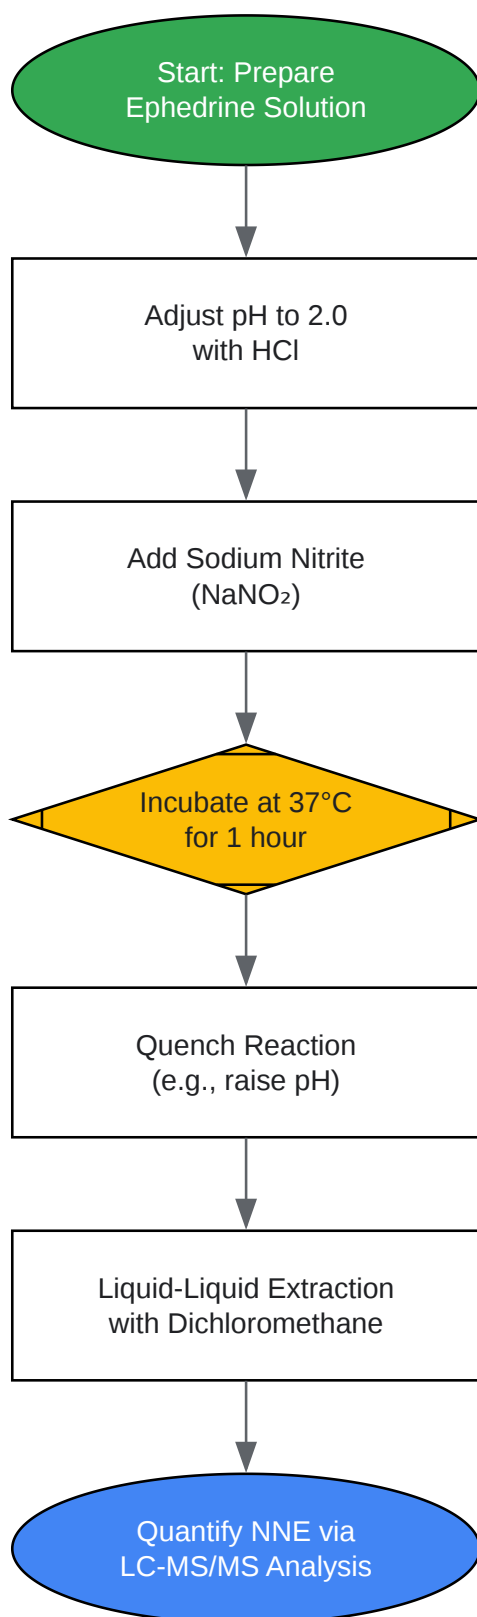 Start: Prepare
Ephedrine Solution
Adjust pH to 2.0
with HCl
Add Sodium Nitrite
(NaNO₂)
Incubate at 37°C
for 1 hour
Quench Reaction
(e.g., raise pH)
Liquid-Liquid Extraction
with Dichloromethane
Quantify NNE via
LC-MS/MS Analysis